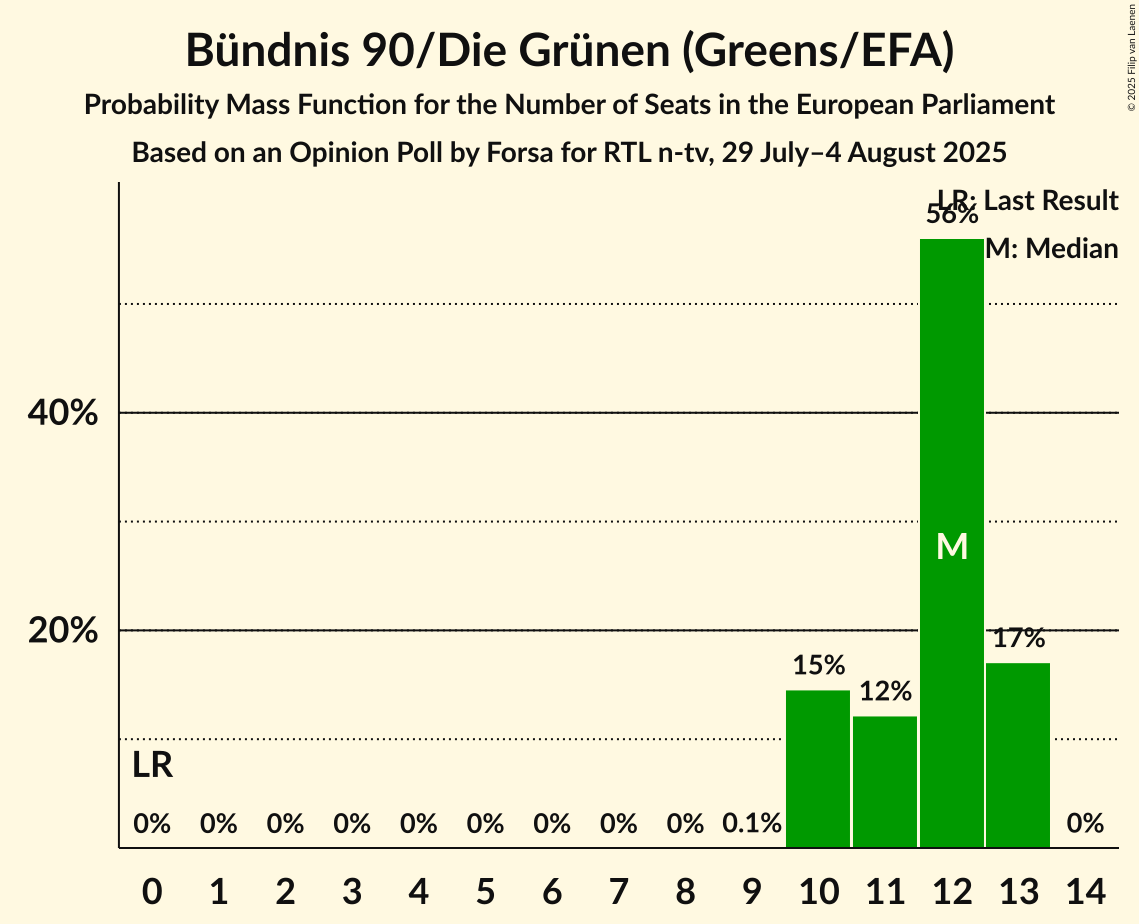 Bündnis 90/Die Grünen (Greens/EFA)
Probability Mass Function for the Number of Seats in the European Parliament
Based on an Opinion Poll by Forsa for RTL n-tv, 29 July–4 August 2025
© 2025 Filip van Laenen
LR: Last Result
M: Median
56%
40%
M
20%
17%
15%
12%
LR
0% 0% 0% 0% 0% 0% 0% 0% 0% 0.1% 0%
0 1 2 3 4 5 6 7 8 9 10 11 12 13 14